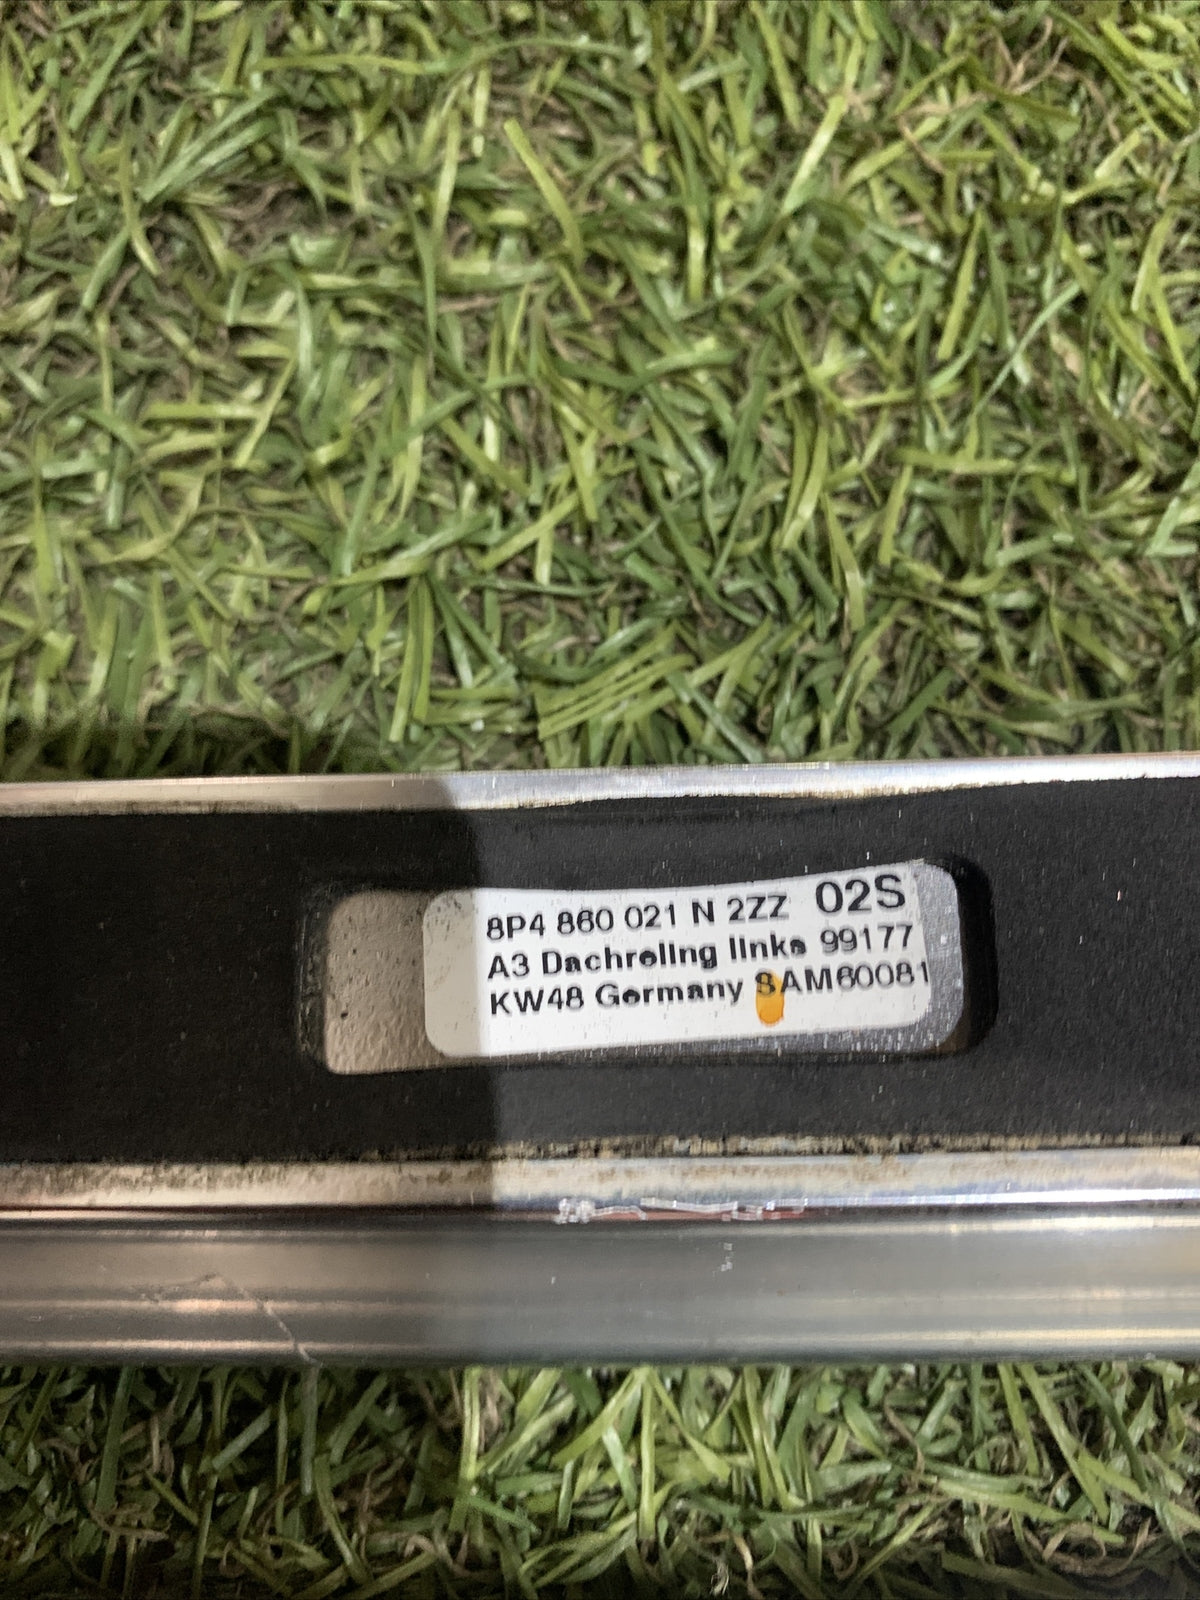 8P4 860 021 N 2ZZ 02S
A3 Dachreling links 99177
KW48 Germany SAM60081